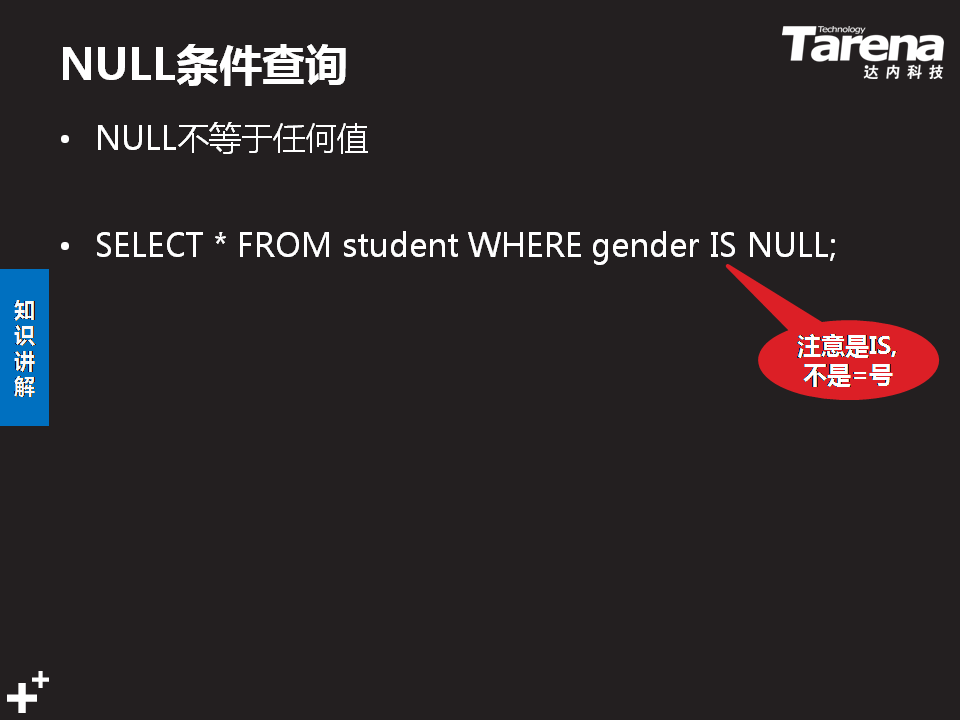 Technology
Tarena
达内科技
NULL条件查询
• NULL不等于任何值
• SELECT * FROM student WHERE gender IS NULL;
知识讲解
注意是IS,
不是=号